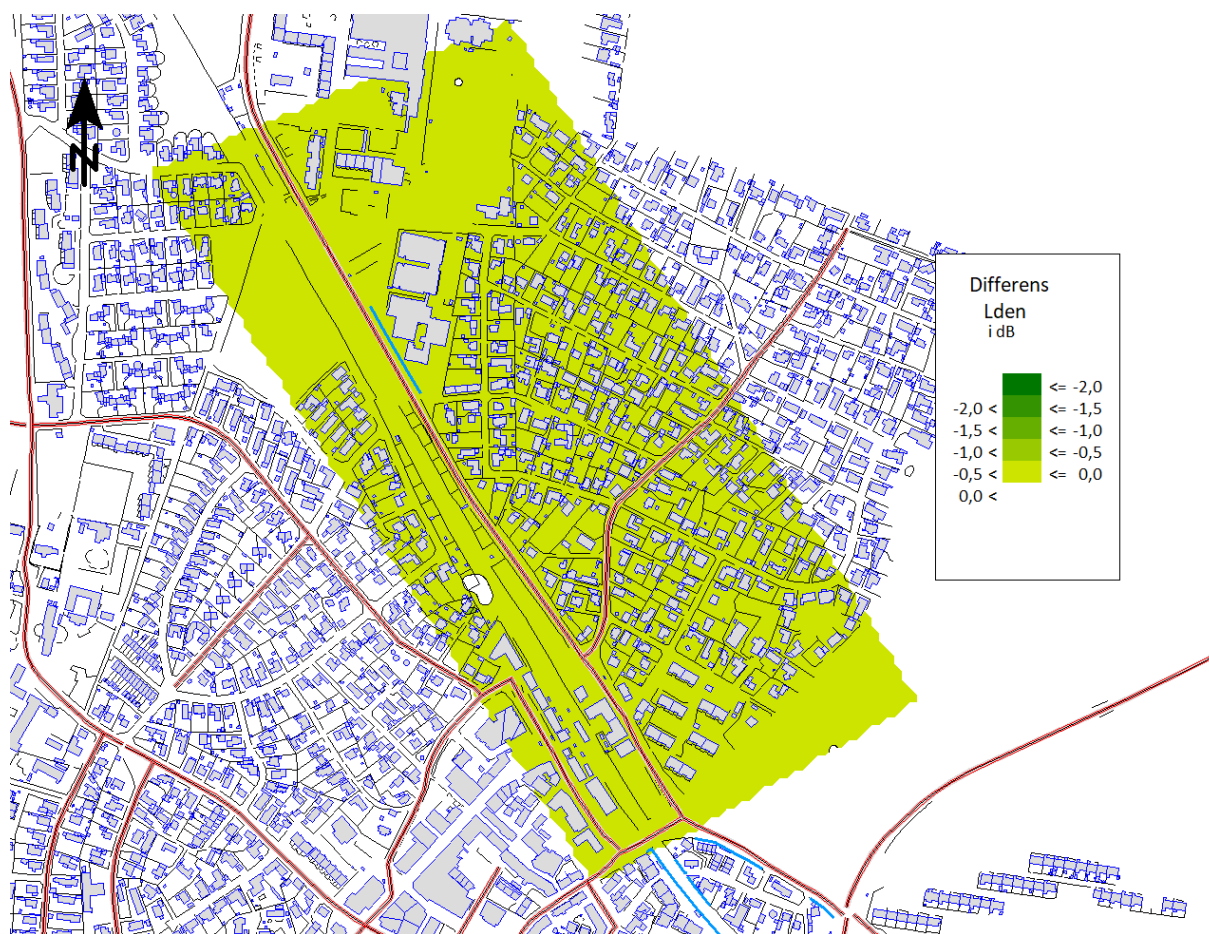 N
Differens
Lden
i dB
<= -2,0
-2,0 < <= -1,5
-1,5 < <= -1,0
-1,0 < <= -0,5
-0,5 < <= 0,0
0,0 <